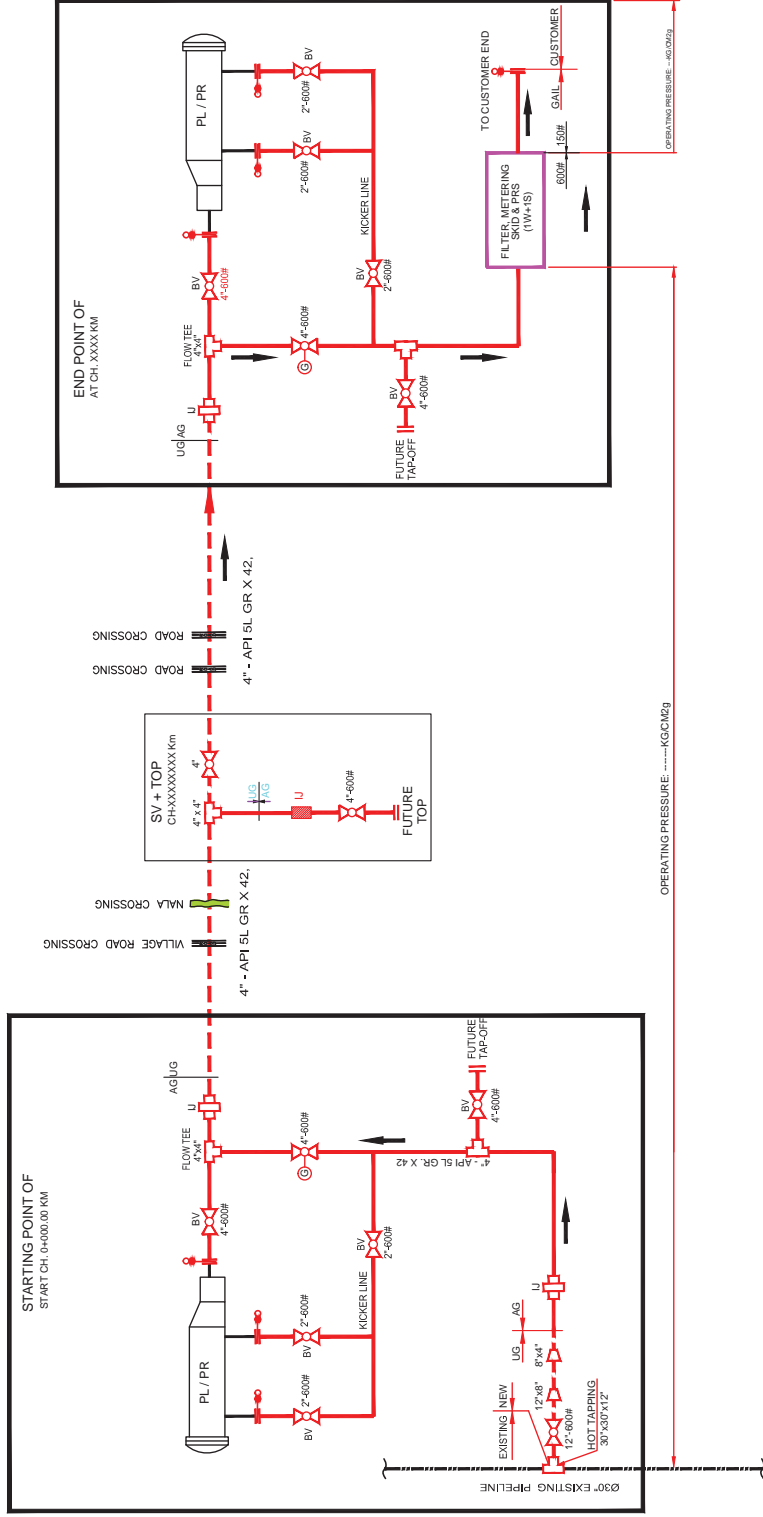 STARTING POINT OF
START CH. 0+000.00 KM
PL / PR
BV
4"-600#
FLOW TEE
4"x4"
IJ
AG
UG
2"-600#
BV
2"-600#
BV
KICKER LINE
BV
2"-600#
4"-600#
G
4" - API 5L GR. X 42
BV
4"-600#
FUTURE
TAP-OFF
EXISTING
NEW
12"-600#
12"x8"
8"x4"
UG
AG
IJ
HOT TAPPING
30"x30"x12"
Ø30" EXISTING PIPELINE
VILLAGE ROAD CROSSING
NALA CROSSING
4" - API 5L GR X 42,
SV + TOP
CH-XXXXXXXX Km
4" x 4"
4"
UG
AG
IJ
4"-600#
FUTURE
TOP
ROAD CROSSING
ROAD CROSSING
4" - API 5L GR X 42,
END POINT OF
AT CH. XXXX KM
UG
AG
IJ
FLOW TEE
4"x4"
BV
4"-600#
PL / PR
BV
2"-600#
BV
2"-600#
KICKER LINE
BV
2"-600#
4"-600#
G
BV
4"-600#
FUTURE
TAP-OFF
FILTER, METERING
SKID & PRS
(1W+1S)
600#
150#
TO CUSTOMER END
GAIL
CUSTOMER
OPERATING PRESSURE: -------KG/CM2g
OPERATING PRESSURE: --KG/CM2g